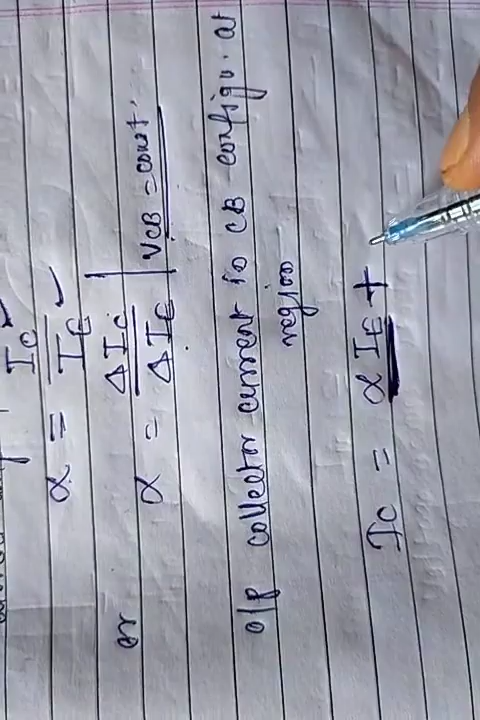 α = IC/IE
or α = ΔIC/ΔIE | VCB = const.
o/p collector current in CB configu. at
region
IC = αIE +